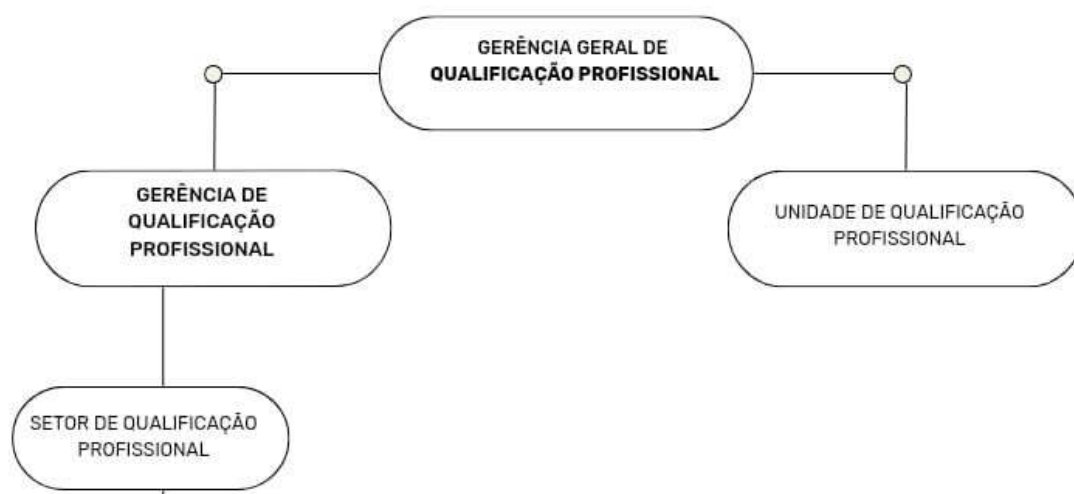 GERÊNCIA GERAL DE
QUALIFICAÇÃO PROFISSIONAL
GERÊNCIA DE
QUALIFICAÇÃO
PROFISSIONAL
UNIDADE DE QUALIFICAÇÃO
PROFISSIONAL
SETOR DE QUALIFICAÇÃO
PROFISSIONAL